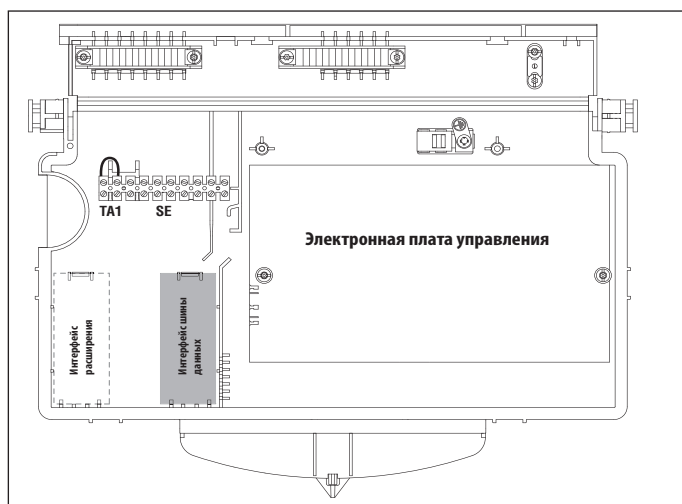 TA1 SE
Электронная плата управления
Интерфейс
расширения
Интерфейс шины
данных